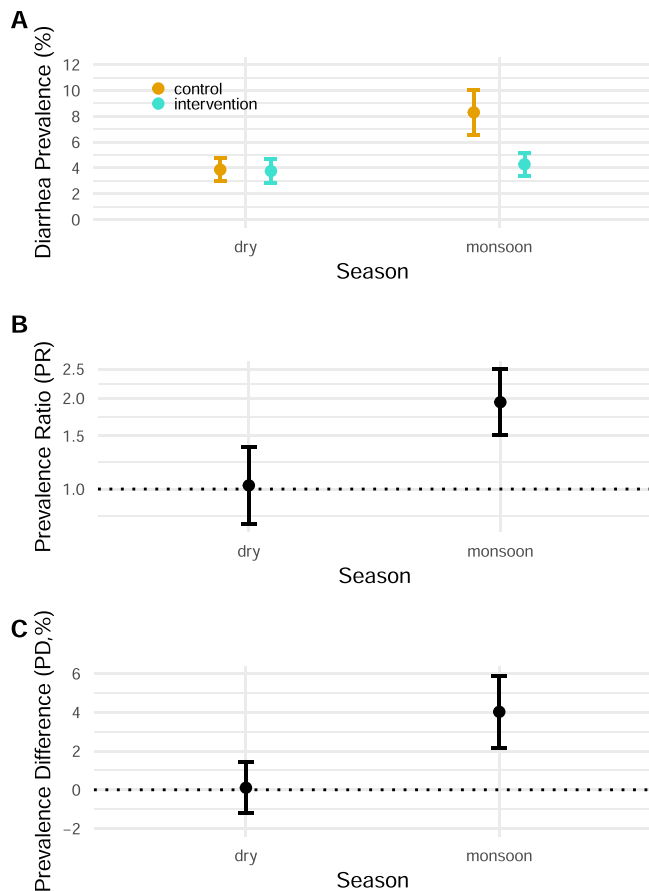 A
Diarrhea Prevalence (%)
12
10
8
6
4
2
0
control
intervention
dry
monsoon
Season
B
Prevalence Ratio (PR)
2.5
2.0
1.5
1.0
dry
monsoon
Season
C
Prevalence Difference (PD,%)
6
4
2
0
−2
dry
monsoon
Season